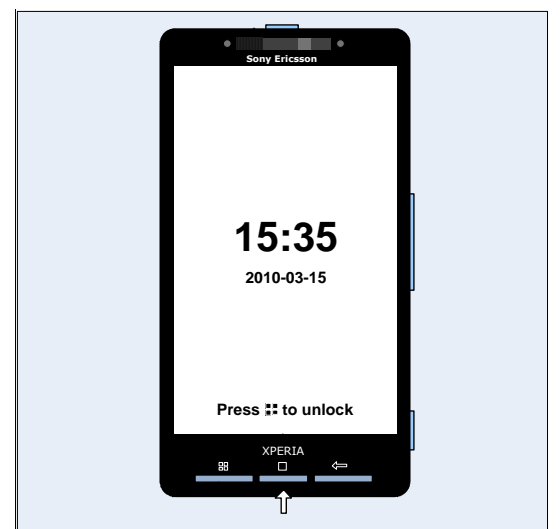 Sony Ericsson
15:35
2010-03-15
Press to unlock
XPERIA